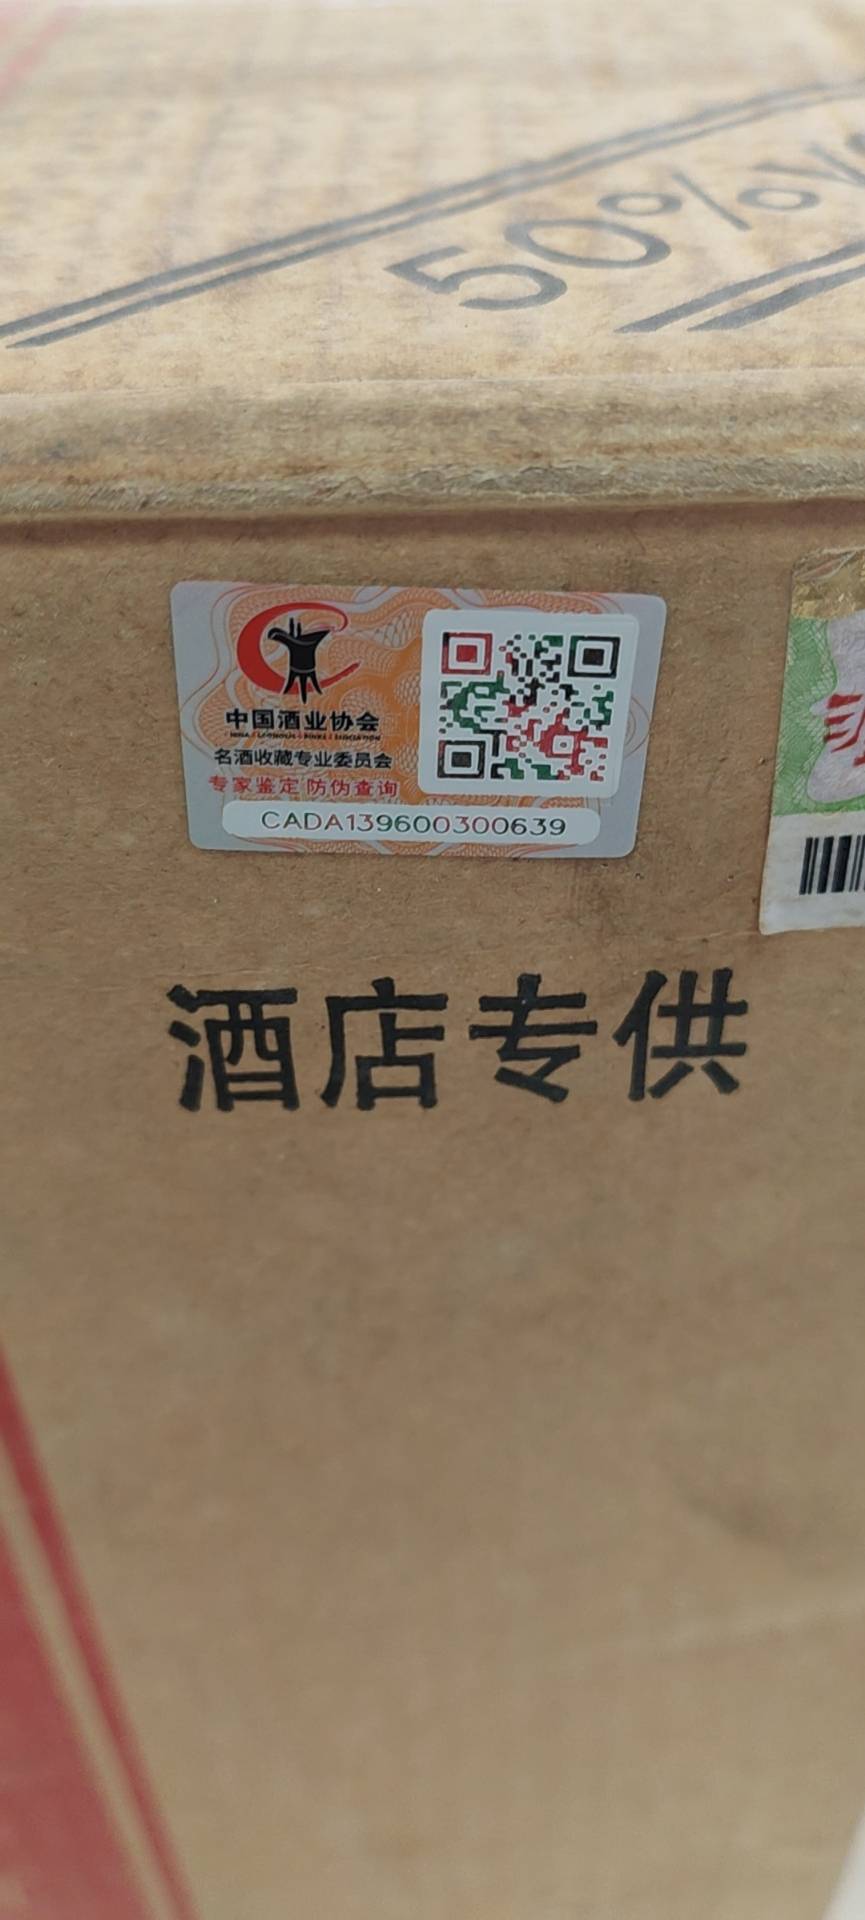 50%
中国酒业协会
名酒收藏专业委员会
专家鉴定 防伪查询
CADA139600300639
酒店专供